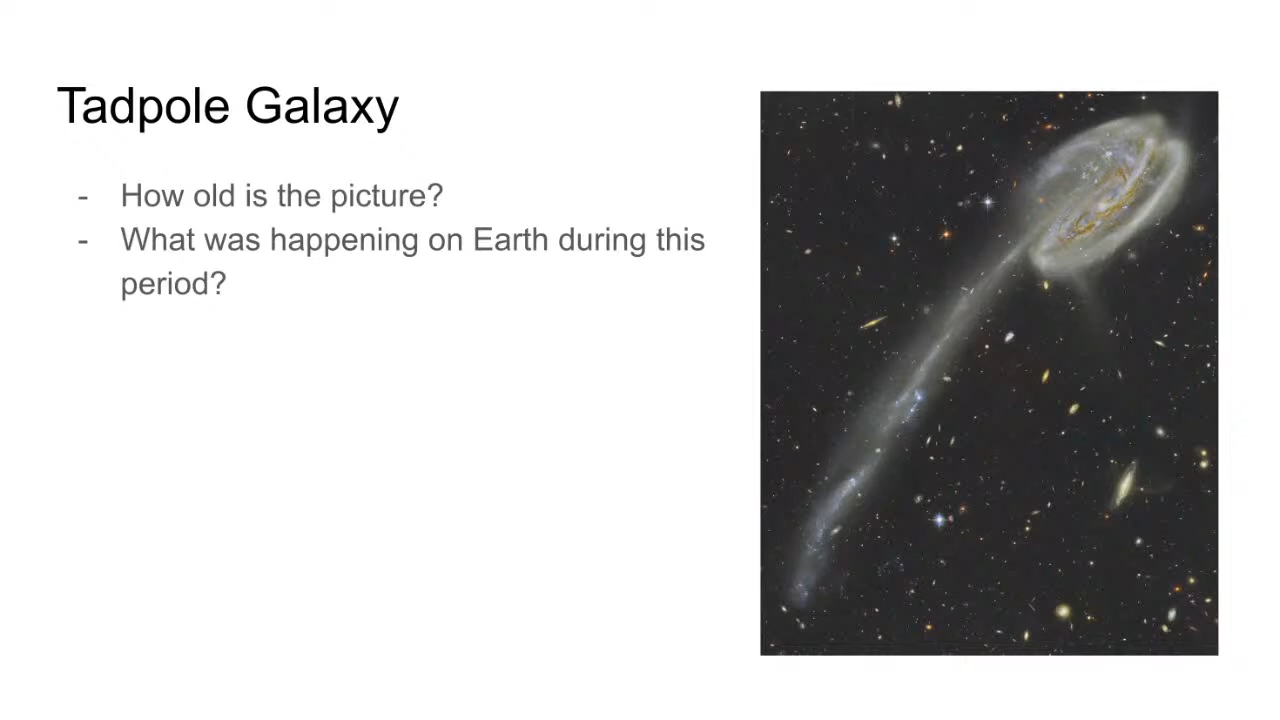 Tadpole Galaxy
- How old is the picture?
- What was happening on Earth during this
period?